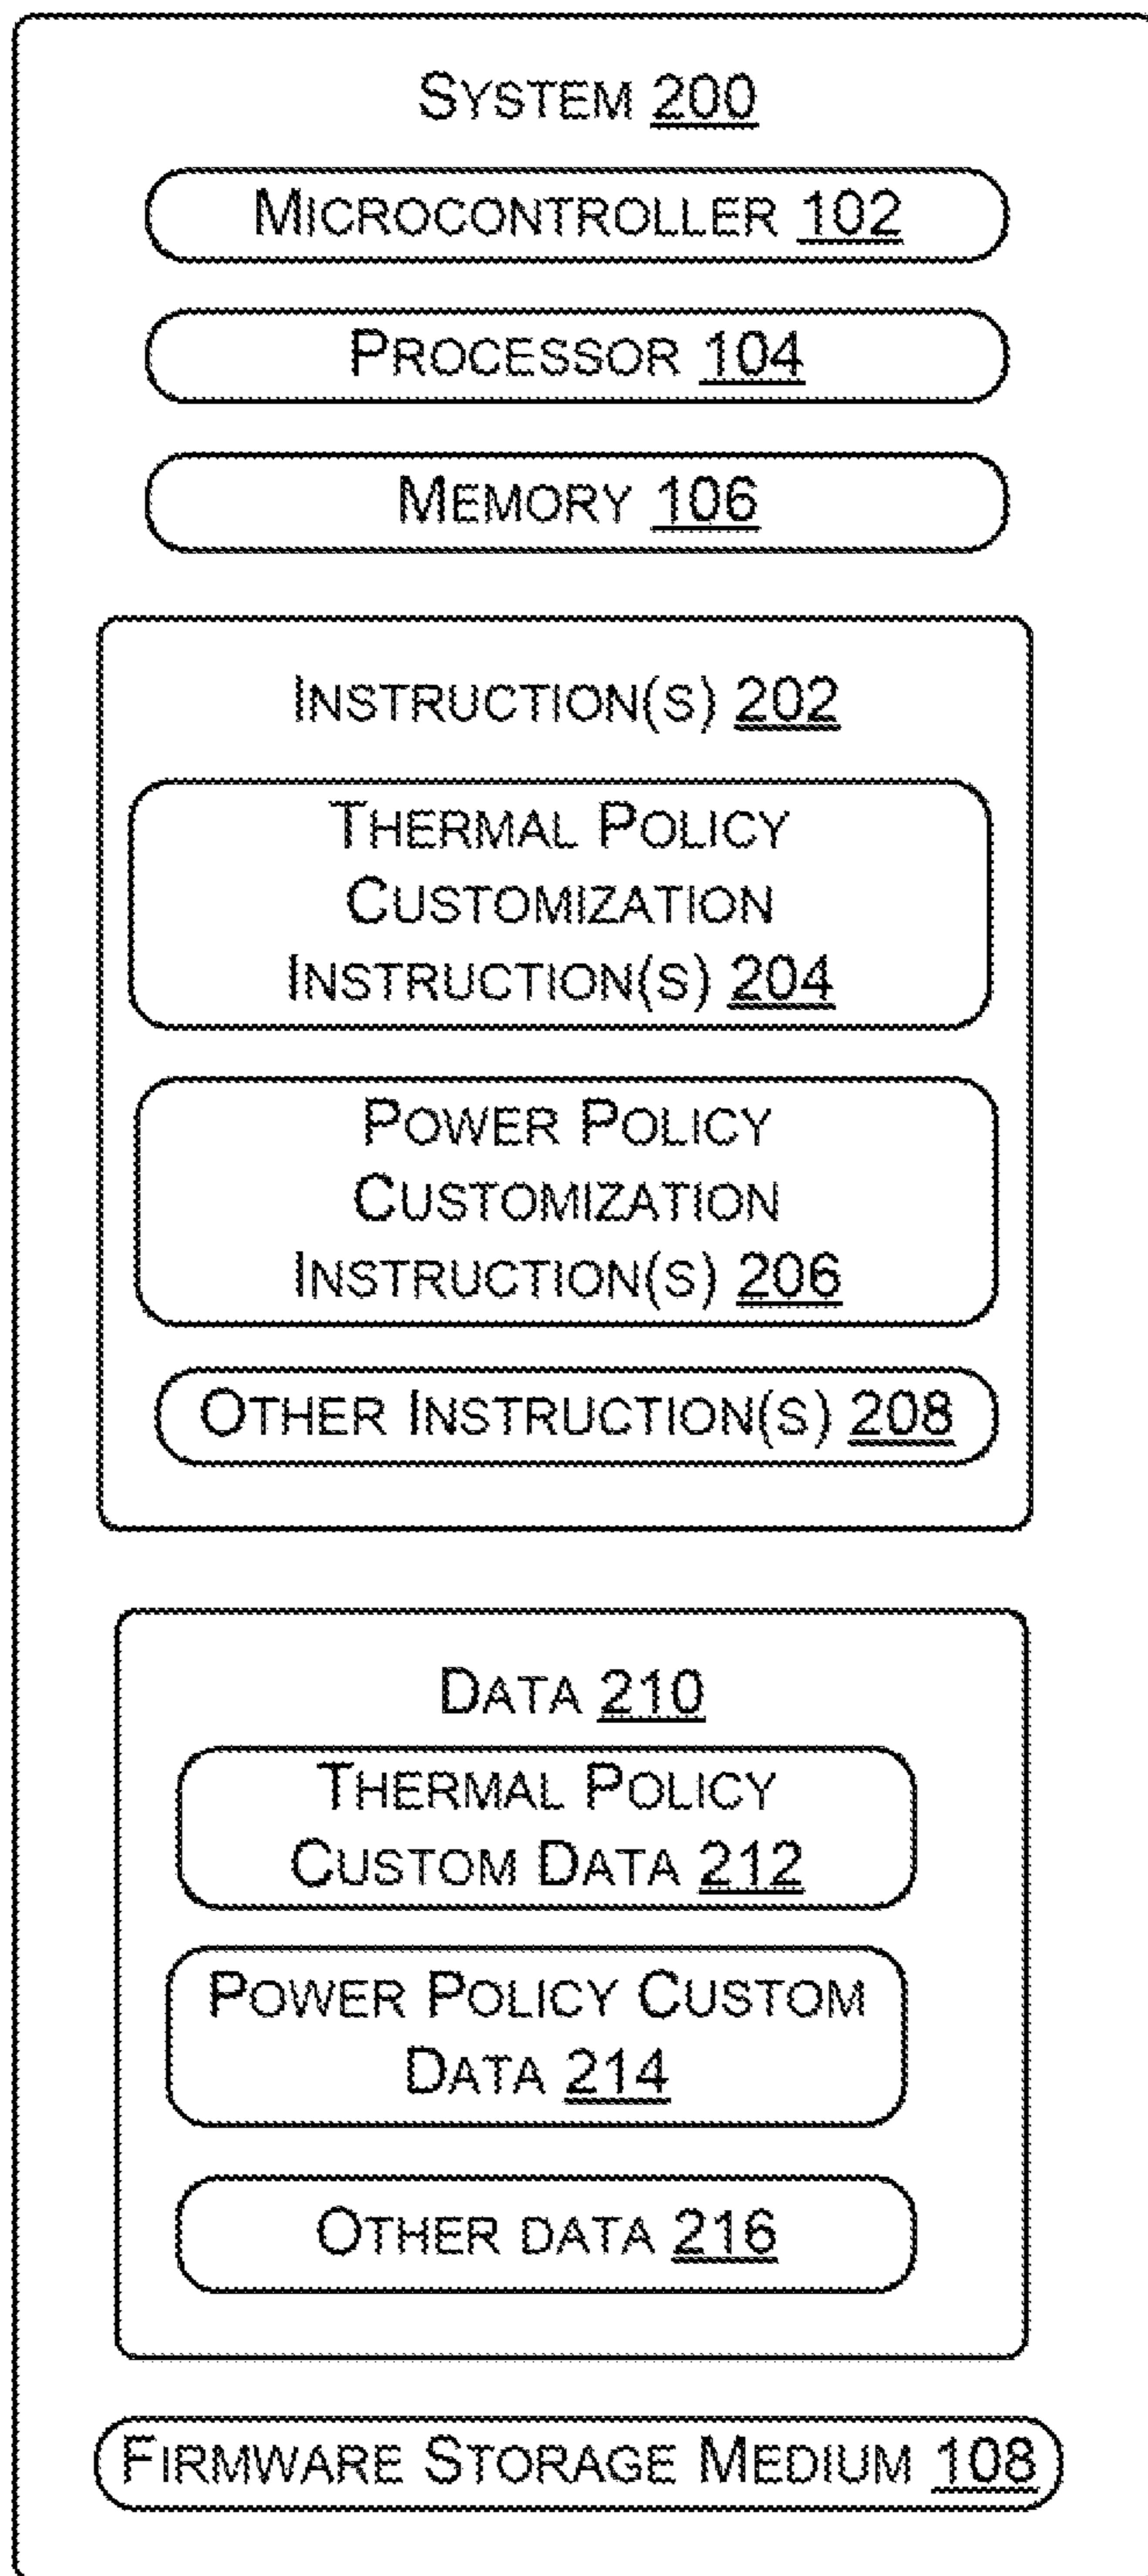 SYSTEM 200
MICROCONTROLLER 102
PROCESSOR 104
MEMORY 106
INSTRUCTION(S) 202
THERMAL POLICY
CUSTOMIZATION
INSTRUCTION(S) 204
POWER POLICY
CUSTOMIZATION
INSTRUCTION(S) 206
OTHER INSTRUCTION(S) 208
DATA 210
THERMAL POLICY
CUSTOM DATA 212
POWER POLICY CUSTOM
DATA 214
OTHER DATA 216
FIRMWARE STORAGE MEDIUM 108